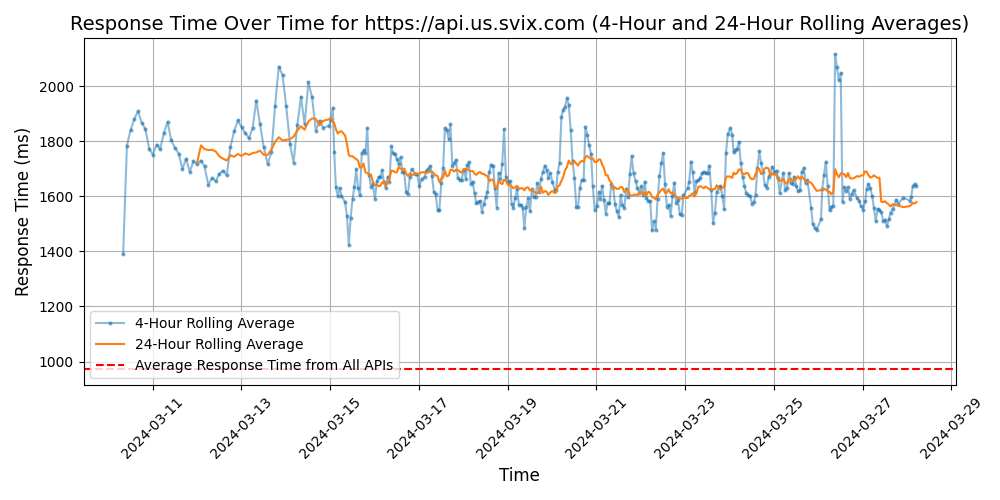 Response Time Over Time for https://api.us.svix.com (4-Hour and 24-Hour Rolling Averages)
Response Time (ms)
2000
1800
1600
1400
1200
1000
4-Hour Rolling Average
24-Hour Rolling Average
Average Response Time from All APIs
2024-03-11
2024-03-13
2024-03-15
2024-03-17
2024-03-19
2024-03-21
2024-03-23
2024-03-25
2024-03-27
2024-03-29
Time